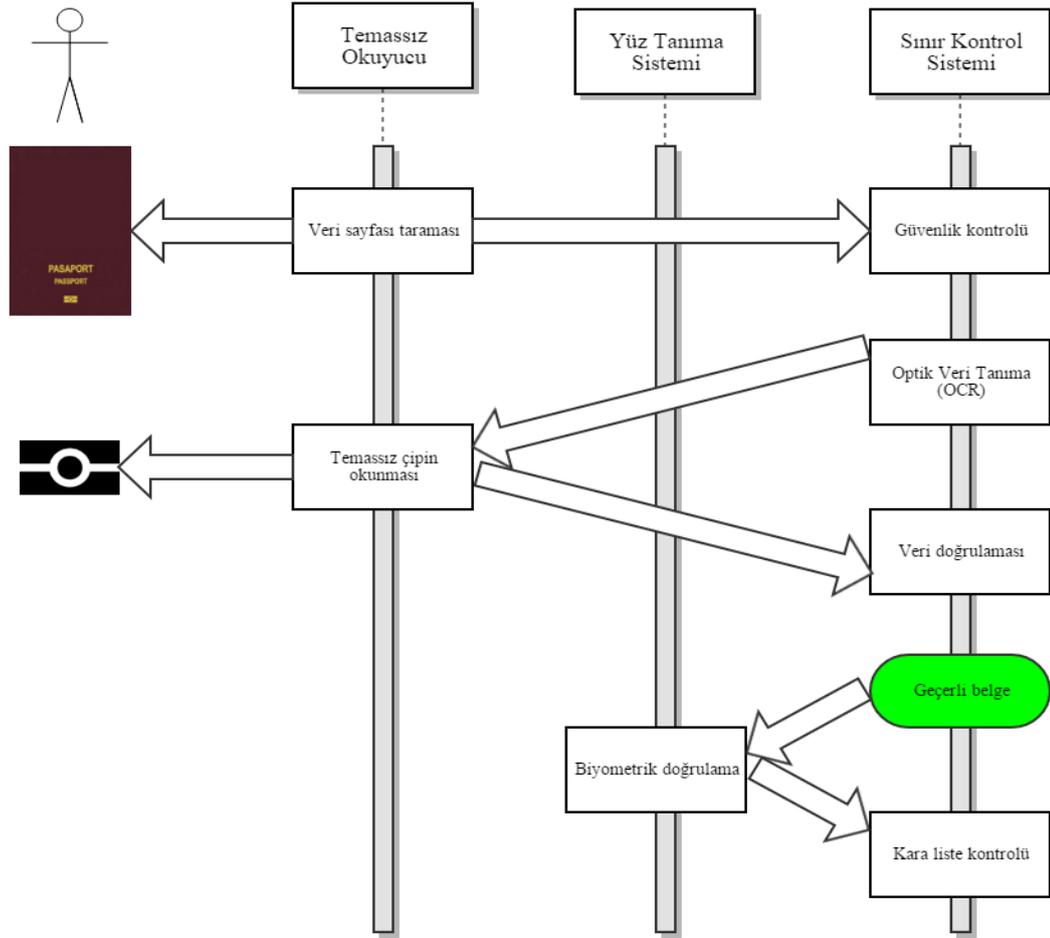 Temassız
Okuyucu
Yüz Tanıma
Sistemi
Sınır Kontrol
Sistemi
Veri sayfası taraması
Güvenlik kontrolü
PASAPORT
PASSPORT
Optik Veri Tanıma
(OCR)
Temassız çipin
okunması
Veri doğrulaması
Geçerli belge
Biyometrik doğrulama
Kara liste kontrolü